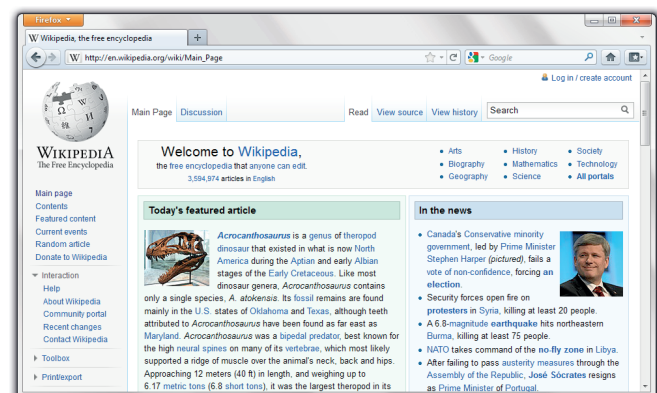 Firefox
Wikipedia, the free encyclopedia
http://en.wikipedia.org/wiki/Main_Page
Google
Log in / create account
Main Page Discussion Read View source View history Search
WIKIPEDIA
The Free Encyclopedia
Main page
Contents
Featured content
Current events
Random article
Donate to Wikipedia
Interaction
Help
About Wikipedia
Community portal
Recent changes
Contact Wikipedia
Toolbox
Print/export
Welcome to Wikipedia,
the free encyclopedia that anyone can edit.
3,594,974 articles in English
• Arts
• Biography
• Geography
• History
• Mathematics
• Science
• Society
• Technology
• All portals
Today's featured article
Acrocanthosaurus is a genus of theropod
dinosaur that existed in what is now North
America during the Aptian and early Albian
stages of the Early Cretaceous. Like most
dinosaur genera, Acrocanthosaurus contains
only a single species, A. atokensis. Its fossil remains are found
mainly in the U.S. states of Oklahoma and Texas, although teeth
attributed to Acrocanthosaurus have been found as far east as
Maryland. Acrocanthosaurus was a bipedal predator, best known for
the high neural spines on many of its vertebrae, which most likely
supported a ridge of muscle over the animal's neck, back and hips.
Approaching 12 meters (40 ft) in length, and weighing up to
6.17 metric tons (6.8 short tons), it was the largest theropod in its
In the news
• Canada's Conservative minority
government, led by Prime Minister
Stephen Harper (pictured), fails a
vote of non-confidence, forcing an
election.
• Security forces open fire on
protesters in Syria, killing at least 20 people.
• A 6.8-magnitude earthquake hits northeastern
Burma, killing at least 75 people.
• NATO takes command of the no-fly zone in Libya.
• After failing to pass austerity measures through the
Assembly of the Republic, José Sócrates resigns
as Prime Minister of Portugal.